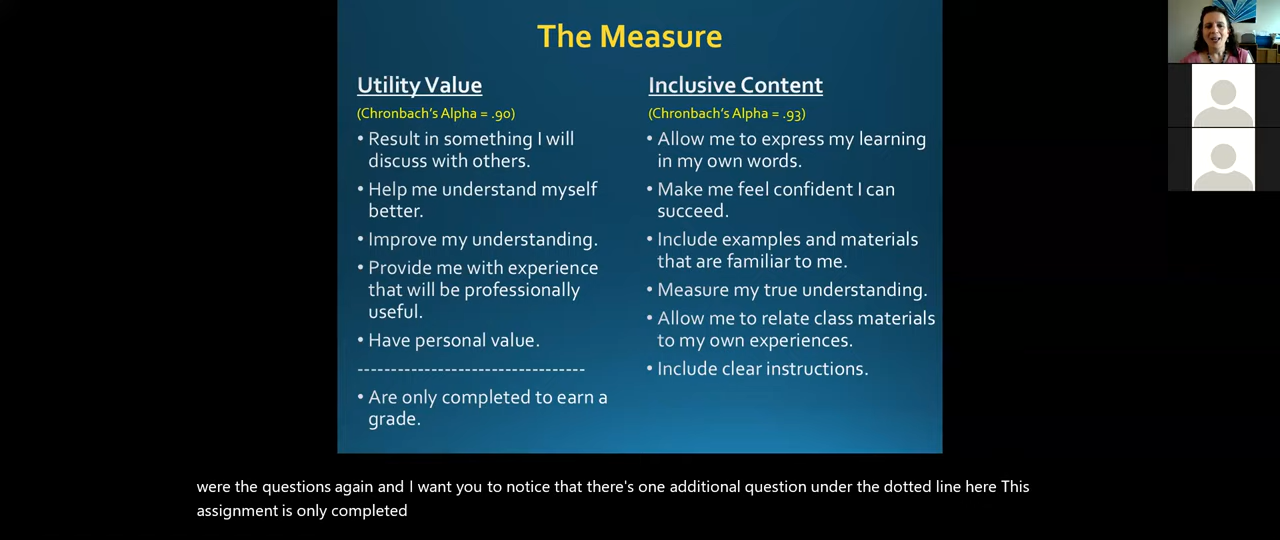 The Measure
Utility Value
(Chronbach's Alpha = .90)
• Result in something I will
discuss with others.
• Help me understand myself
better.
• Improve my understanding.
• Provide me with experience
that will be professionally
useful.
• Have personal value.
----------------------------------
• Are only completed to earn a
grade.
Inclusive Content
(Chronbach's Alpha = .93)
• Allow me to express my learning
in my own words.
• Make me feel confident I can
succeed.
• Include examples and materials
that are familiar to me.
• Measure my true understanding.
• Allow me to relate class materials
to my own experiences.
• Include clear instructions.
were the questions again and I want you to notice that there's one additional question under the dotted line here This
assignment is only completed